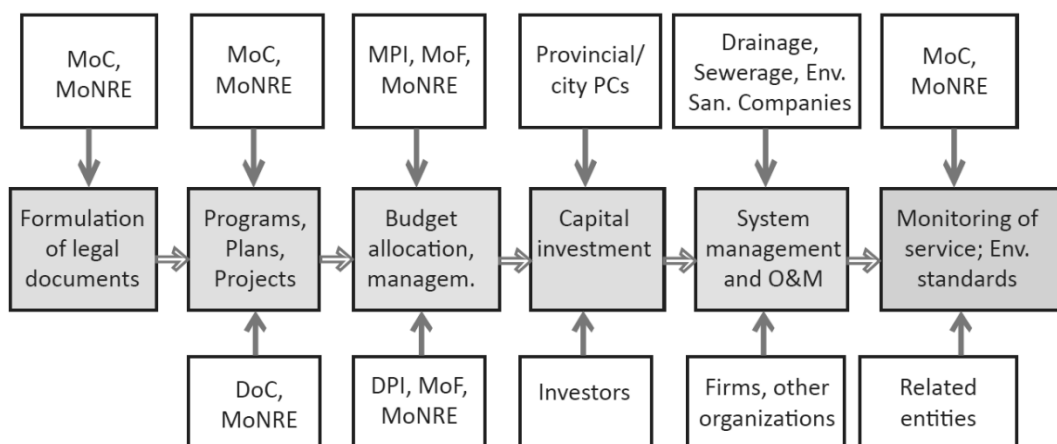 MoC,
MoNRE
MoC,
MoNRE
MPI, MoF,
MoNRE
Provincial/
city PCs
Drainage,
Sewerage, Env.
San. Companies
MoC,
MoNRE
Formulation
of legal
documents
Programs,
Plans,
Projects
Budget
allocation,
managem.
Capital
investment
System
management
and O&M
Monitoring of
service; Env.
standards
DoC,
MoNRE
DPI, MoF,
MoNRE
Investors
Firms, other
organizations
Related
entities